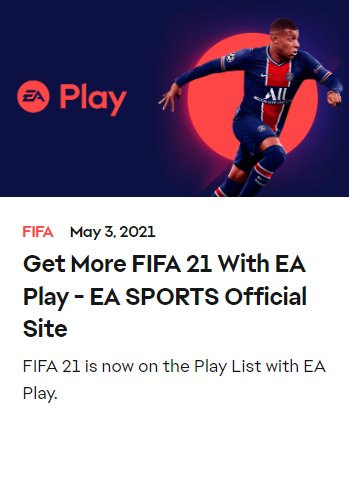 EA Play
ALL
FIFA May 3, 2021
Get More FIFA 21 With EA
Play - EA SPORTS Official
Site
FIFA 21 is now on the Play List with EA
Play.